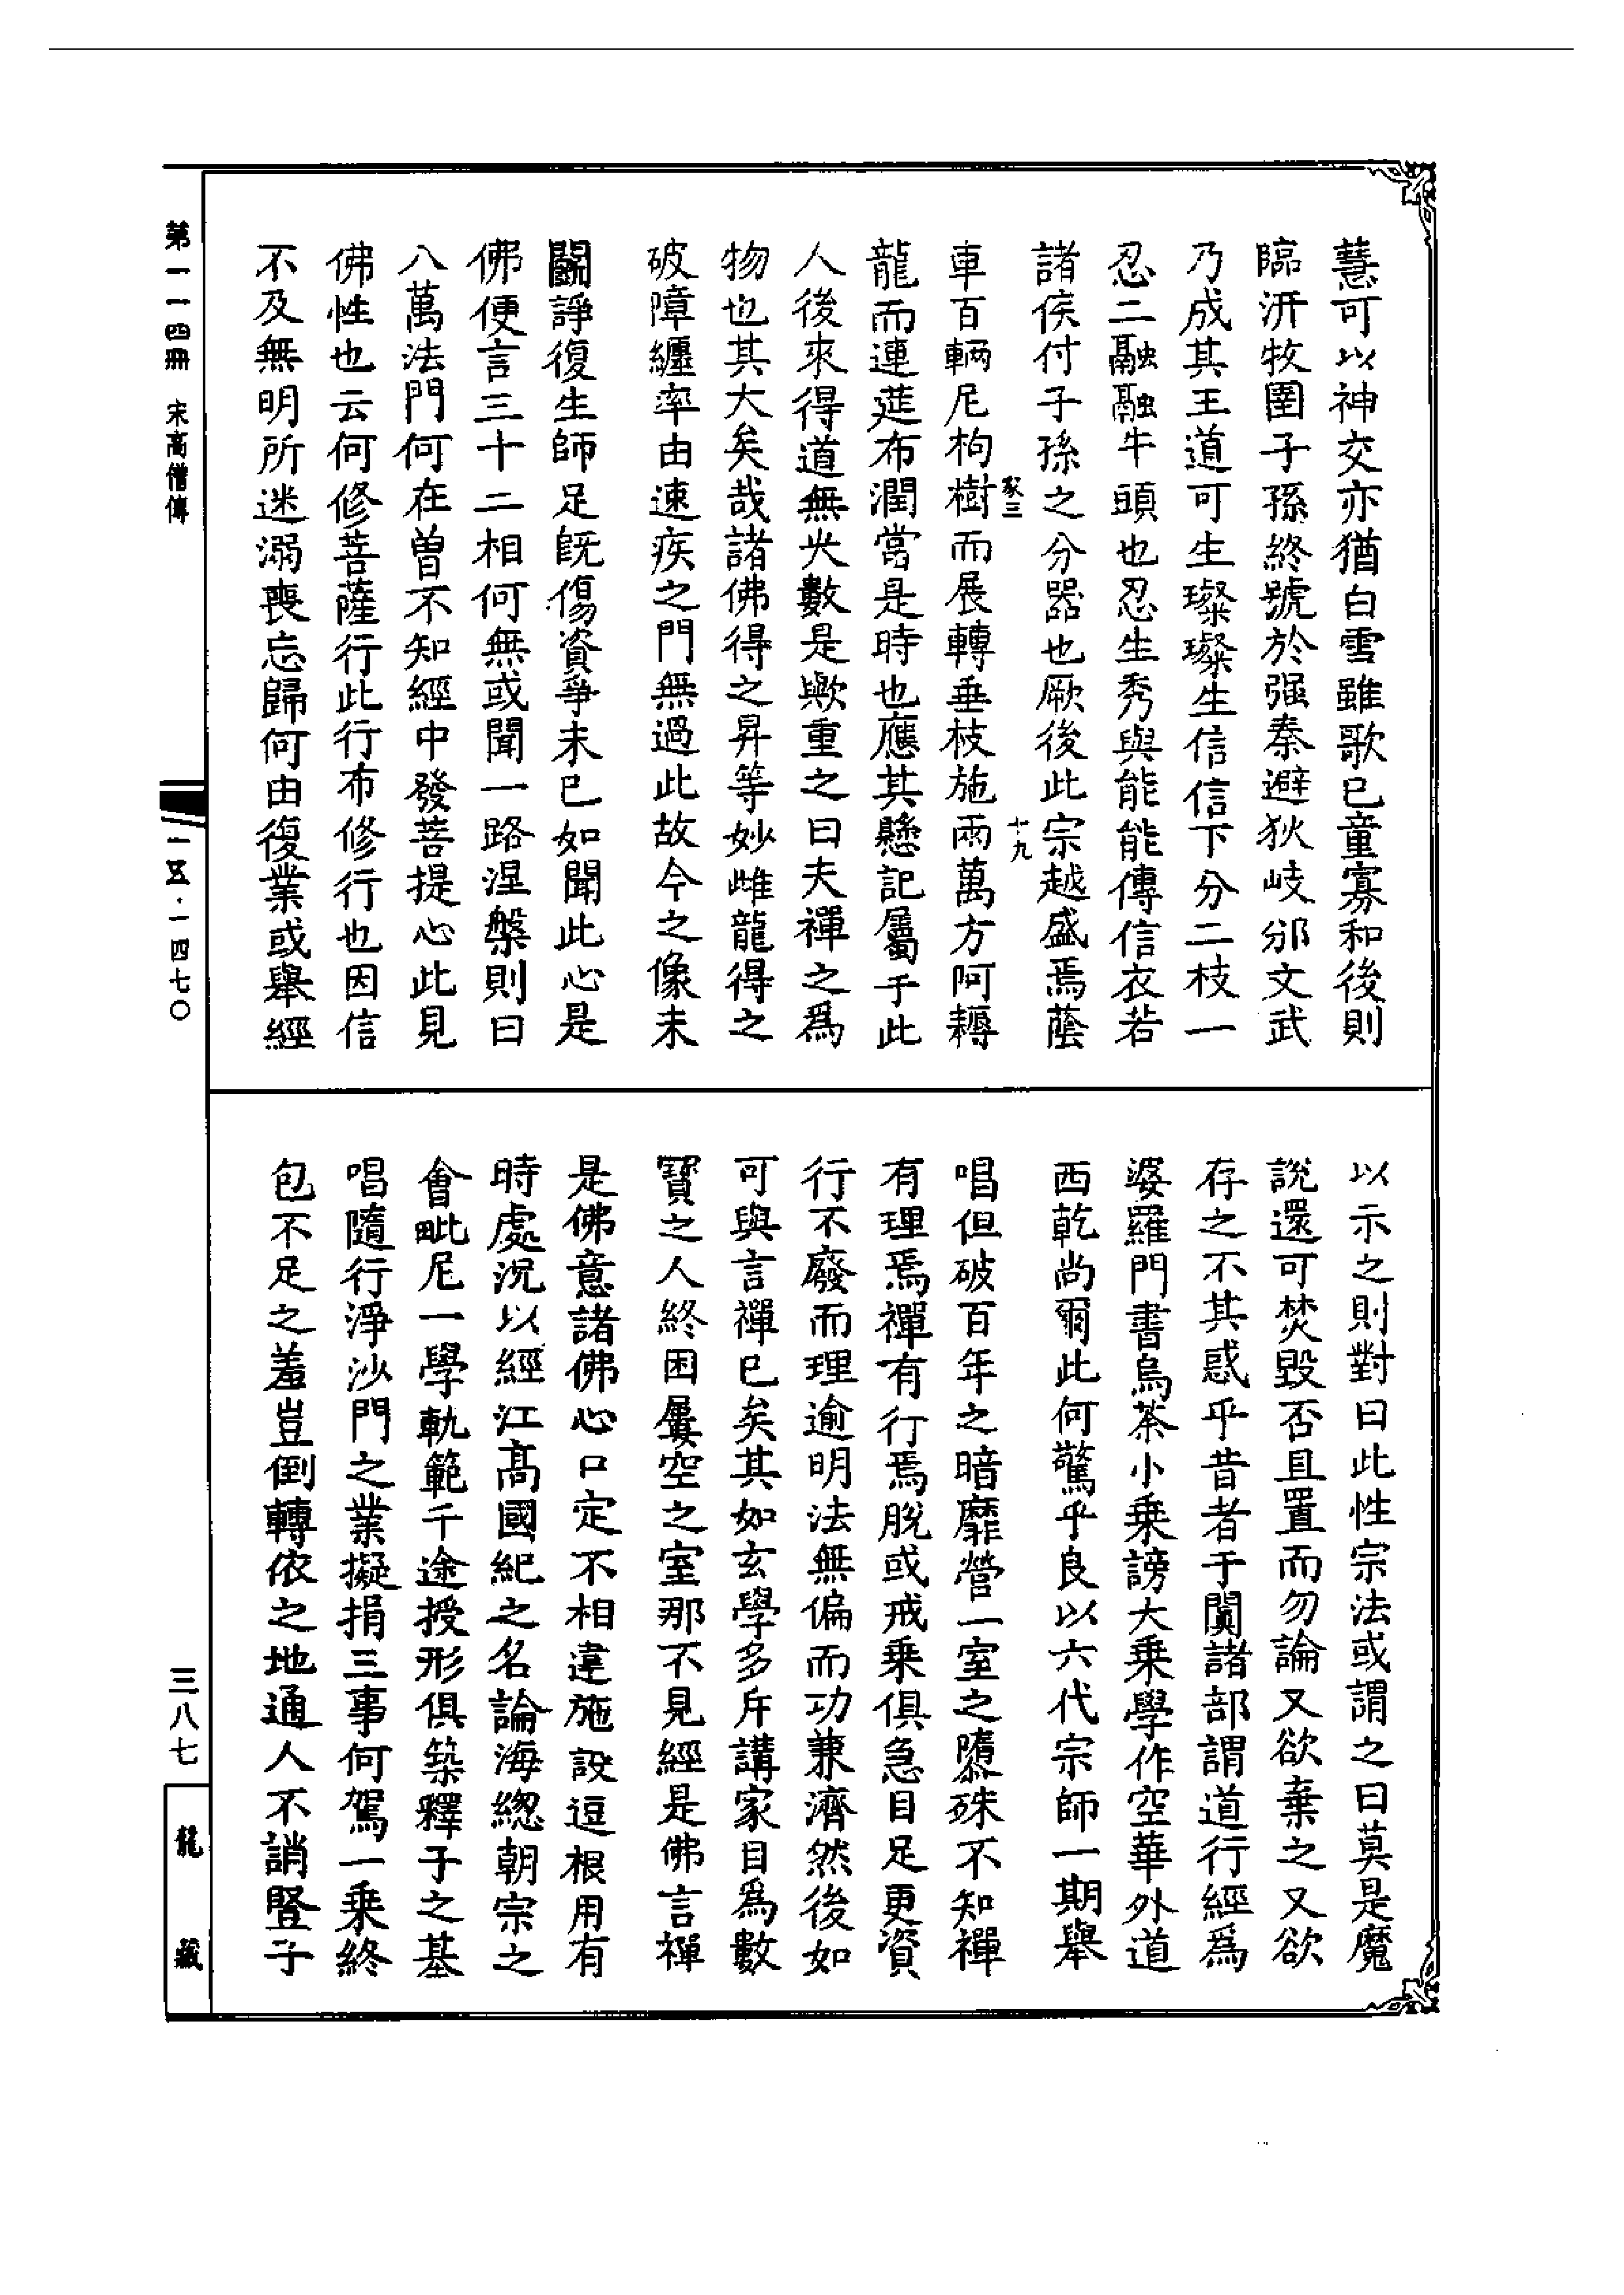 慧可以神交亦猶白雪雖歌已童寡和後則
臨汧牧圉子孫終號於强秦避狄岐邠文武
乃成其王道可生璨璨生信信下分二枝一
忍二融融牛頭也忍生秀與能能傳信衣若
諸侯付子孫之分器也厥後此宗越盛焉蔭
家三
十九
車百輛尼枸樹而展轉垂枝施雨萬方阿耨
龍而連莚布潤當是時也應其懸記屬于此
人後來得道無央數是歟重之曰夫禪之爲
物也其大矣哉諸佛得之昇等妙雌龍得之
破障纏率由速疾之門無過此故今之像末
鬭諍復生師足旣傷資爭未已如聞此心是
佛便言三十二相何無或聞一路涅槃則曰
八萬法門何在曾不知經中發菩提心此見
佛性也云何修菩薩行此行布修行也因信
不及無明所迷溺喪忘歸何由復業或舉經
以示之則對曰此性宗法或謂之曰莫是魔
說還可焚毀否且置而勿論又欲棄之又欲
存之不其惑乎昔者于闐諸部謂道行經爲
婆羅門書烏茶小乘謗大乘學作空華外道
西乾尚爾此何驚乎良以六代宗師一期舉
唱但破百年之暗靡營一室之隳殊不知禪
有理焉禪有行焉脫或戒乘俱急目足更資
行不廢而理逾明法無偏而功兼濟然後如
可與言禪已矣其如玄學多斥講家目爲數
寶之人終困屢空之室那不見經是佛言禪
是佛意諸佛心口定不相違施設逗根用有
時處況以經江高國紀之名論海總朝宗之
會毗尼一學軌範千途授形俱築釋子之基
唱隨行淨沙門之業擬捐三事何駕一乘終
包不足之羞豈倒轉依之地通人不誚豎子
第一一四冊　宋高僧傳
一五·一四七〇
三八七
龍藏